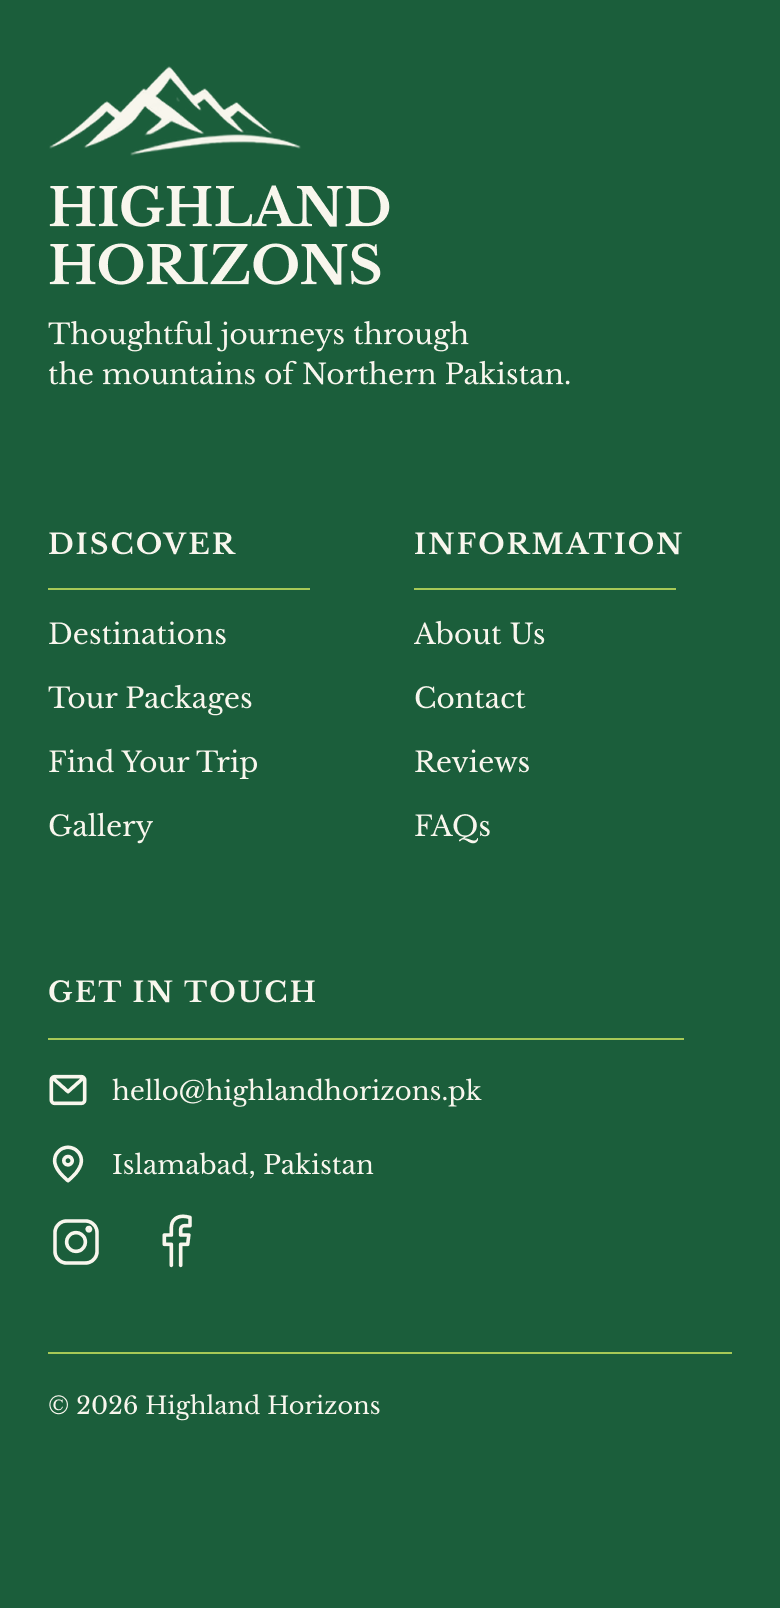 HIGHLAND
HORIZONS
Thoughtful journeys through
the mountains of Northern Pakistan.
DISCOVER
Destinations
Tour Packages
Find Your Trip
Gallery
INFORMATION
About Us
Contact
Reviews
FAQs
GET IN TOUCH
hello@highlandhorizons.pk
Islamabad, Pakistan
© 2026 Highland Horizons